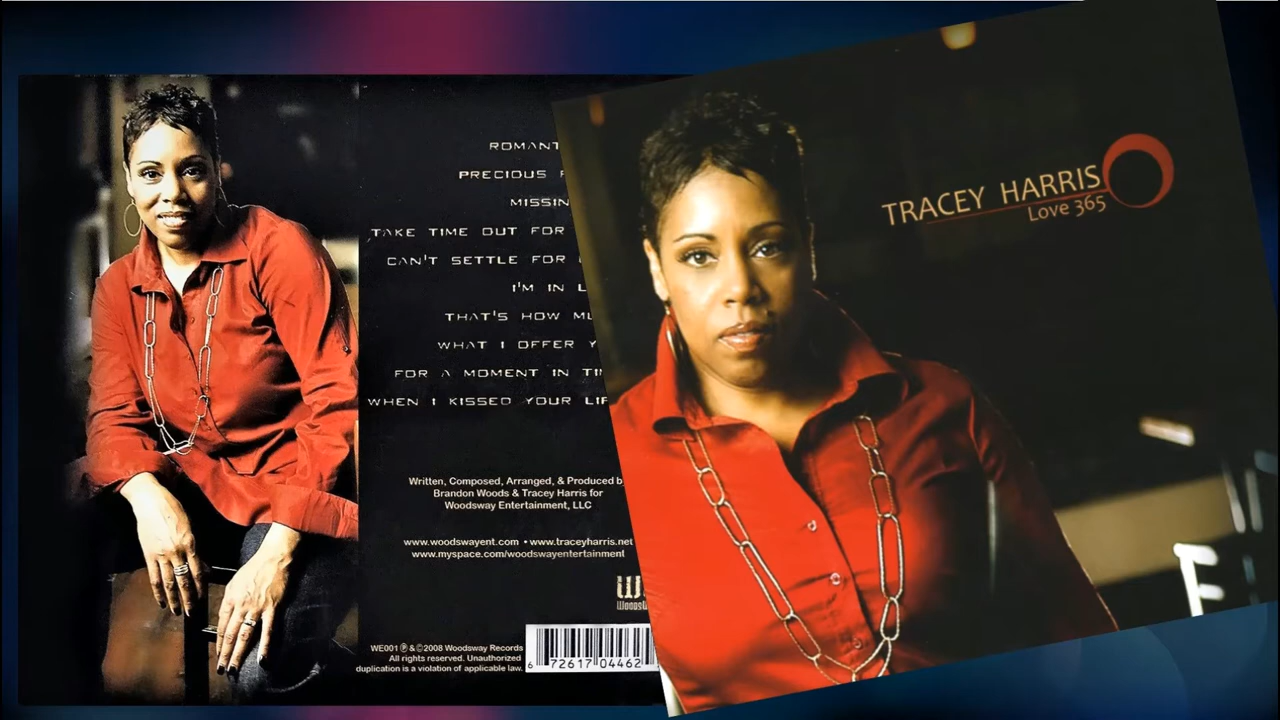 ROMANT
PRECIOUS
MISSIN
TAKE TIME OUT FOR
CAN'T SETTLE FOR
I'M IN L
THAT'S HOW MU
WHAT I OFFER Y
FOR A MOMENT IN TI
WHEN I KISSED YOUR LIP
Written, Composed, Arranged, & Produced by
Brandon Woods & Tracey Harris for
Woodsway Entertainment, LLC
www.woodswayent.com • www.traceyharris.net
www.myspace.com/woodswayentertainment
WE001 ℗ & ©2008 Woodsway Records
All rights reserved. Unauthorized
duplication is a violation of applicable law.
6 72617 04462
TRACEY HARRIS
Love 365